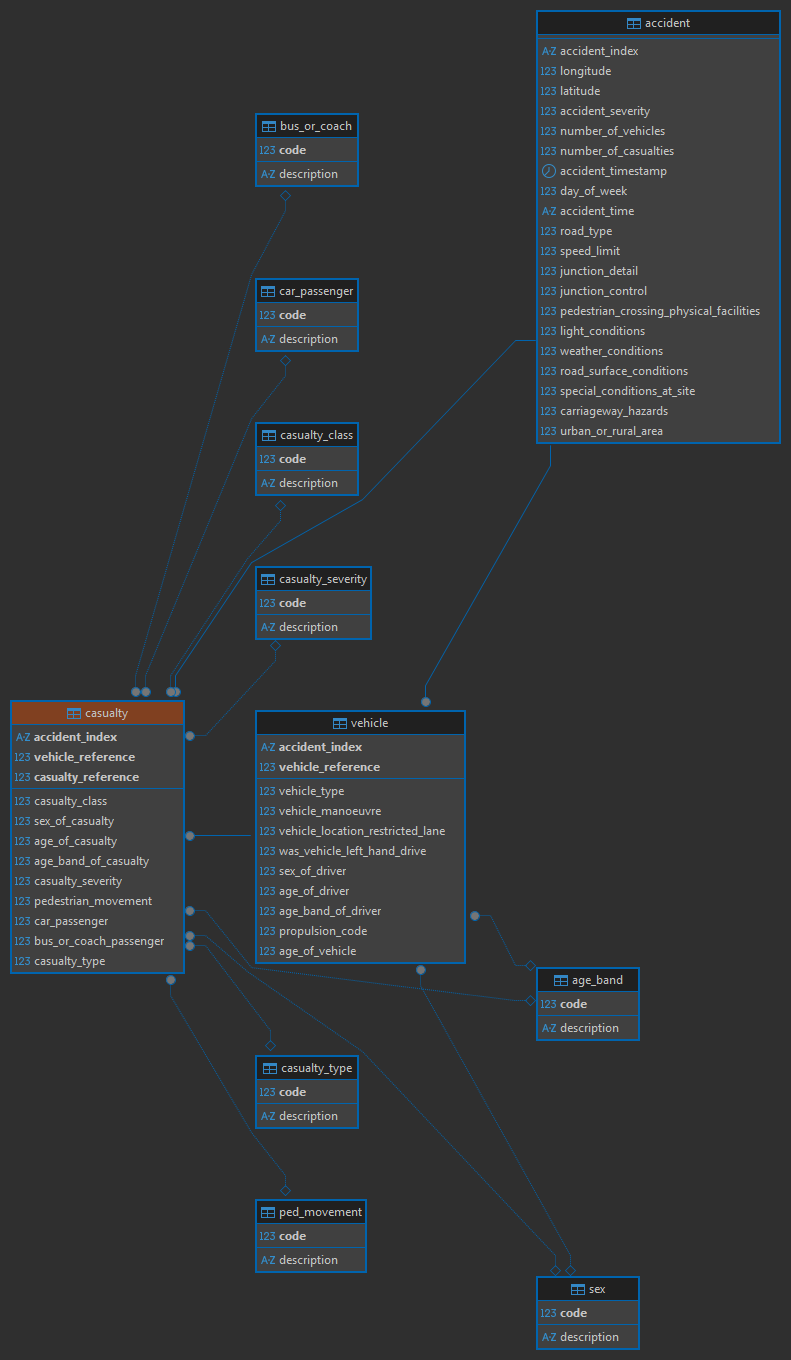 accident
A-Z accident_index
123 longitude
123 latitude
123 accident_severity
123 number_of_vehicles
123 number_of_casualties
accident_timestamp
123 day_of_week
A-Z accident_time
123 road_type
123 speed_limit
123 junction_detail
123 junction_control
123 pedestrian_crossing_physical_facilities
123 light_conditions
123 weather_conditions
123 road_surface_conditions
123 special_conditions_at_site
123 carriageway_hazards
123 urban_or_rural_area
bus_or_coach
123 code
A-Z description
car_passenger
123 code
A-Z description
casualty_class
123 code
A-Z description
casualty_severity
123 code
A-Z description
casualty
A-Z accident_index
123 vehicle_reference
123 casualty_reference
123 casualty_class
123 sex_of_casualty
123 age_of_casualty
123 age_band_of_casualty
123 casualty_severity
123 pedestrian_movement
123 car_passenger
123 bus_or_coach_passenger
123 casualty_type
vehicle
A-Z accident_index
123 vehicle_reference
123 vehicle_type
123 vehicle_manoeuvre
123 vehicle_location_restricted_lane
123 was_vehicle_left_hand_drive
123 sex_of_driver
123 age_of_driver
123 age_band_of_driver
123 propulsion_code
123 age_of_vehicle
age_band
123 code
A-Z description
casualty_type
123 code
A-Z description
ped_movement
123 code
A-Z description
sex
123 code
A-Z description